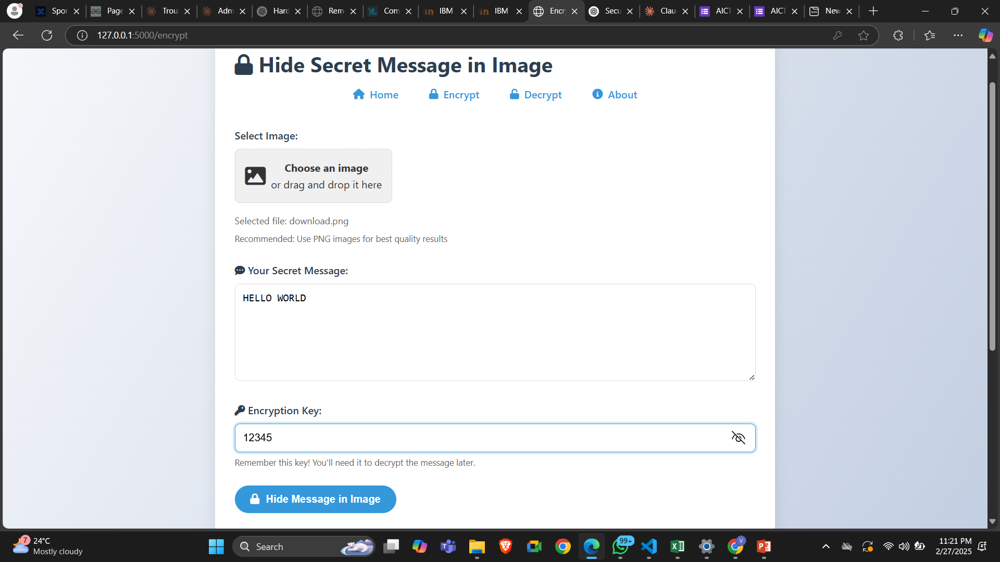 Spor
Page
Trou
Adm
Hard
Rem
Com
IBM
IBM
Encr
Secu
Clau
AICT
AICT
New
127.0.0.1:5000/encrypt
Hide Secret Message in Image
Home
Encrypt
Decrypt
About
Select Image:
Choose an image
or drag and drop it here
Selected file: download.png
Recommended: Use PNG images for best quality results
Your Secret Message:
HELLO WORLD
Encryption Key:
12345
Remember this key! You'll need it to decrypt the message later.
Hide Message in Image
7
24°C
Mostly cloudy
Search
99+
V
11:21 PM
2/27/2025